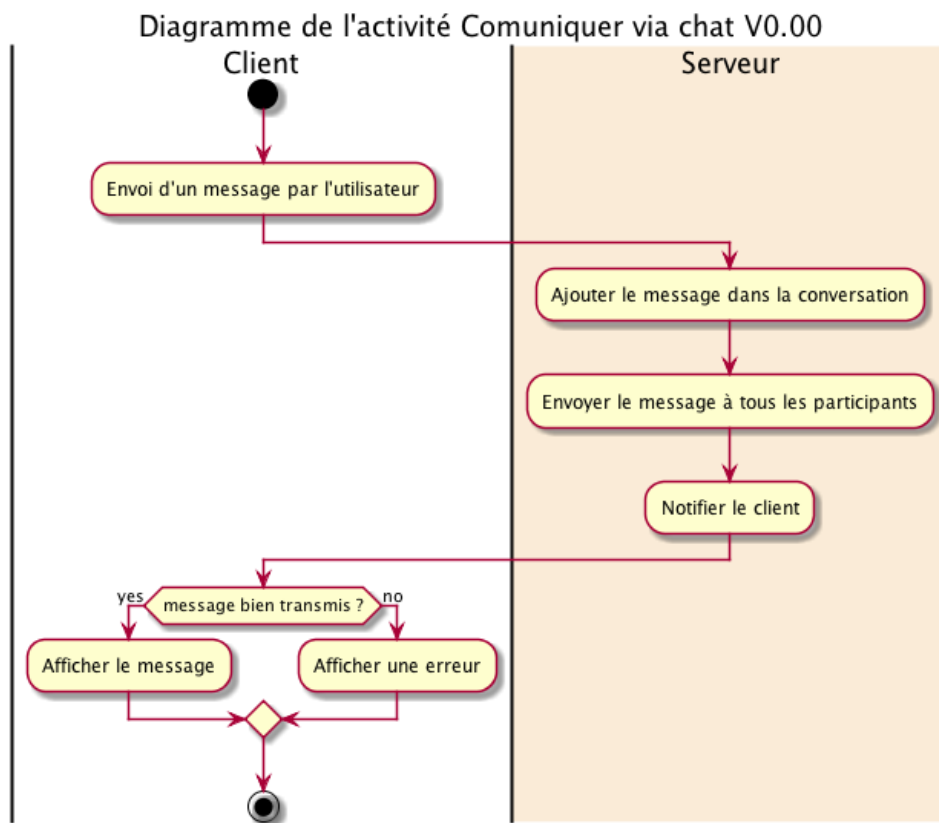 Diagramme de l'activité Comuniquer via chat V0.00
Client
Serveur
Envoi d'un message par l'utilisateur
Ajouter le message dans la conversation
Envoyer le message à tous les participants
Notifier le client
yes
message bien transmis ?
no
Afficher le message
Afficher une erreur